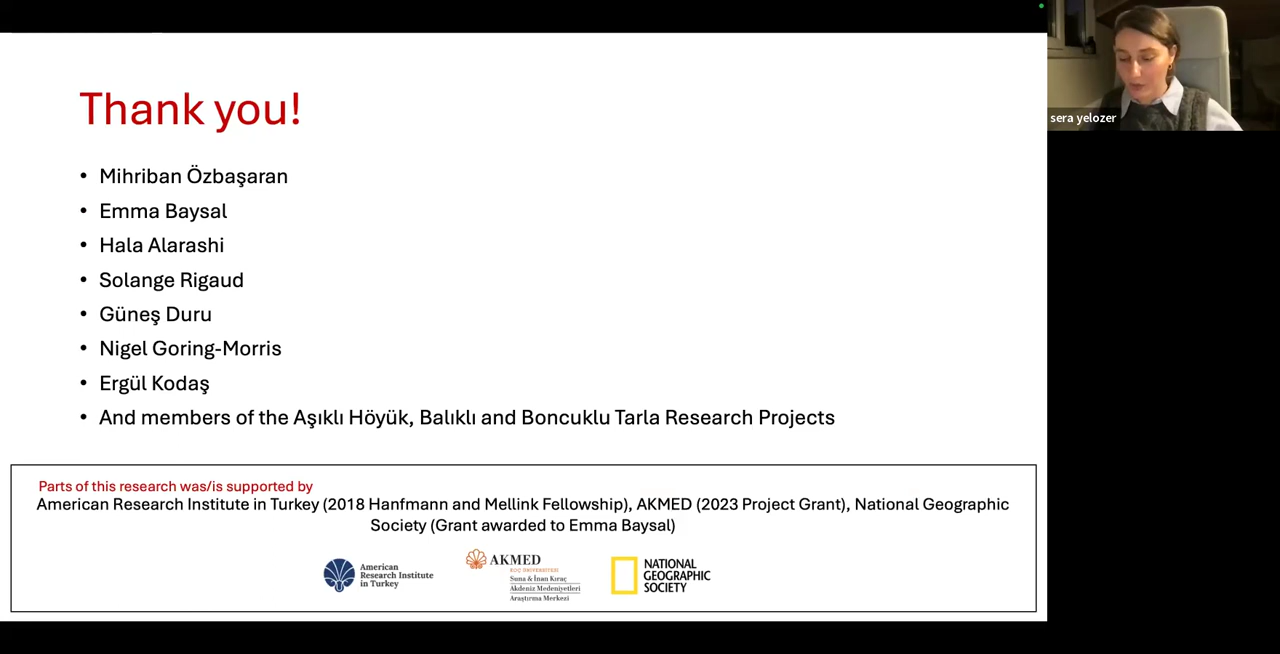 Thank you!
• Mihriban Özbaşaran
• Emma Baysal
• Hala Alarashi
• Solange Rigaud
• Güneş Duru
• Nigel Goring-Morris
• Ergül Kodaş
• And members of the Aşıklı Höyük, Balıklı and Boncuklu Tarla Research Projects
Parts of this research was/is supported by
American Research Institute in Turkey (2018 Hanfmann and Mellink Fellowship), AKMED (2023 Project Grant), National Geographic
Society (Grant awarded to Emma Baysal)
American
Research Institute
in Turkey
AKMED
KOÇ ÜNİVERSİTESİ
Suna & İnan Kıraç
Akdeniz Medeniyetleri
Araştırma Merkezi
NATIONAL
GEOGRAPHIC
SOCIETY
sera yelozer